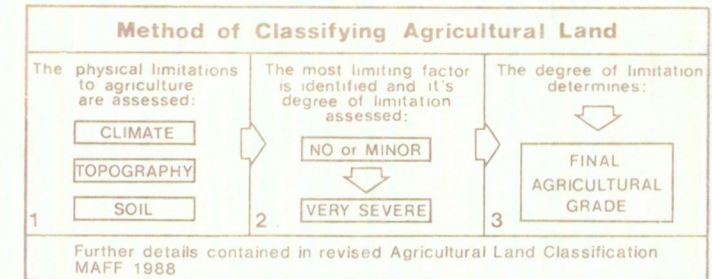 Method of Classifying Agricultural Land
The physical limitations
to agriculture
are assessed:
CLIMATE
TOPOGRAPHY
SOIL
1
The most limiting factor
is identified and it's
degree of limitation
assessed:
NO or MINOR
VERY SEVERE
2
The degree of limitation
determines:
FINAL
AGRICULTURAL
GRADE
3
Further details contained in revised Agricultural Land Classification
MAFF 1988